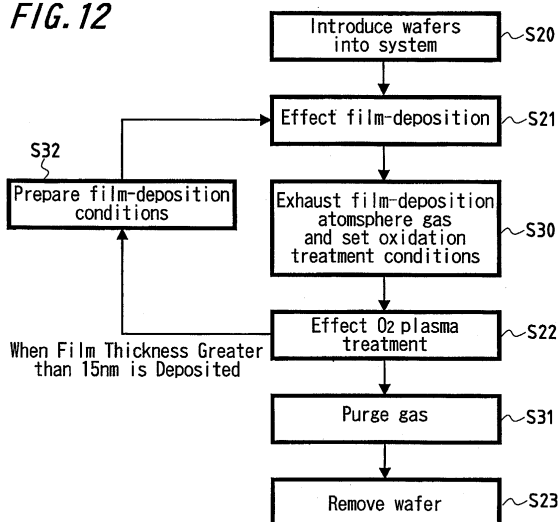 FIG. 12
Introduce wafers
into system
S20
Effect film-deposition
S21
S32
Prepare film-deposition
conditions
Exhaust film-deposition
atomsphere gas
and set oxidation
treatment conditions
S30
Effect O2 plasma
treatment
S22
When Film Thickness Greater
than 15nm is Deposited
Purge gas
S31
Remove wafer
S23